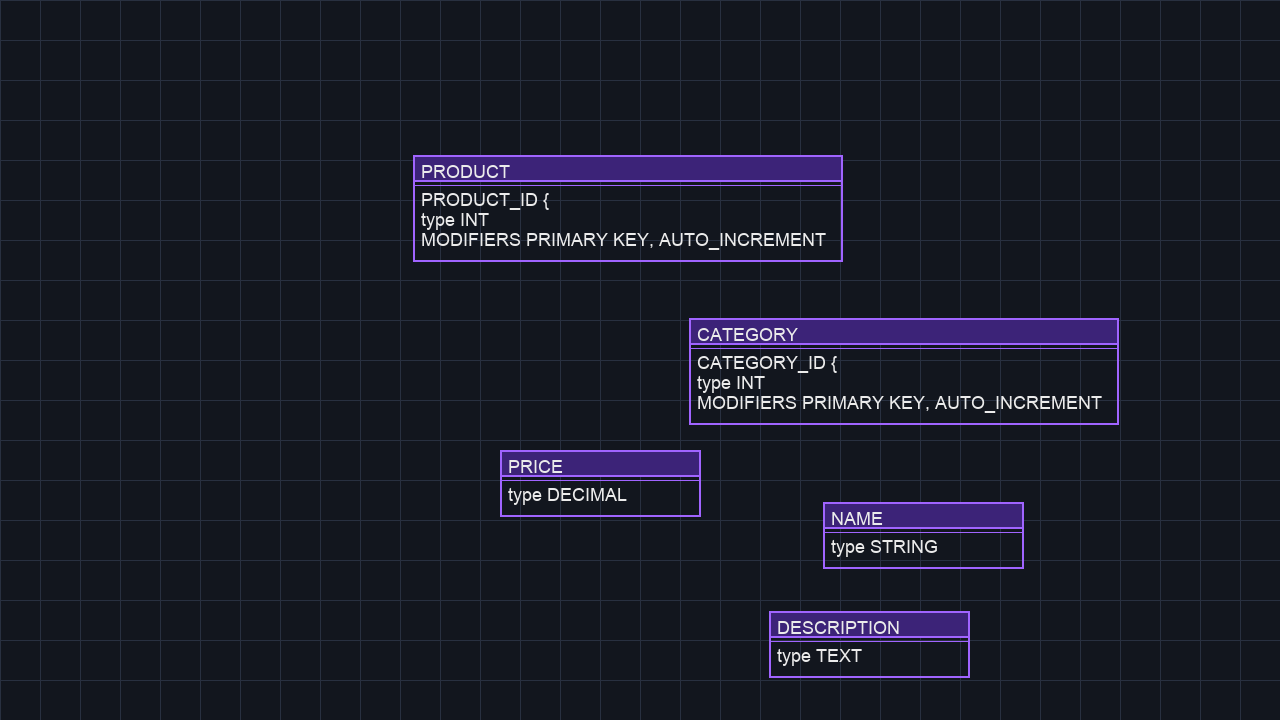 PRODUCT
PRODUCT_ID {
type INT
MODIFIERS PRIMARY KEY, AUTO_INCREMENT
CATEGORY
CATEGORY_ID {
type INT
MODIFIERS PRIMARY KEY, AUTO_INCREMENT
PRICE
type DECIMAL
NAME
type STRING
DESCRIPTION
type TEXT